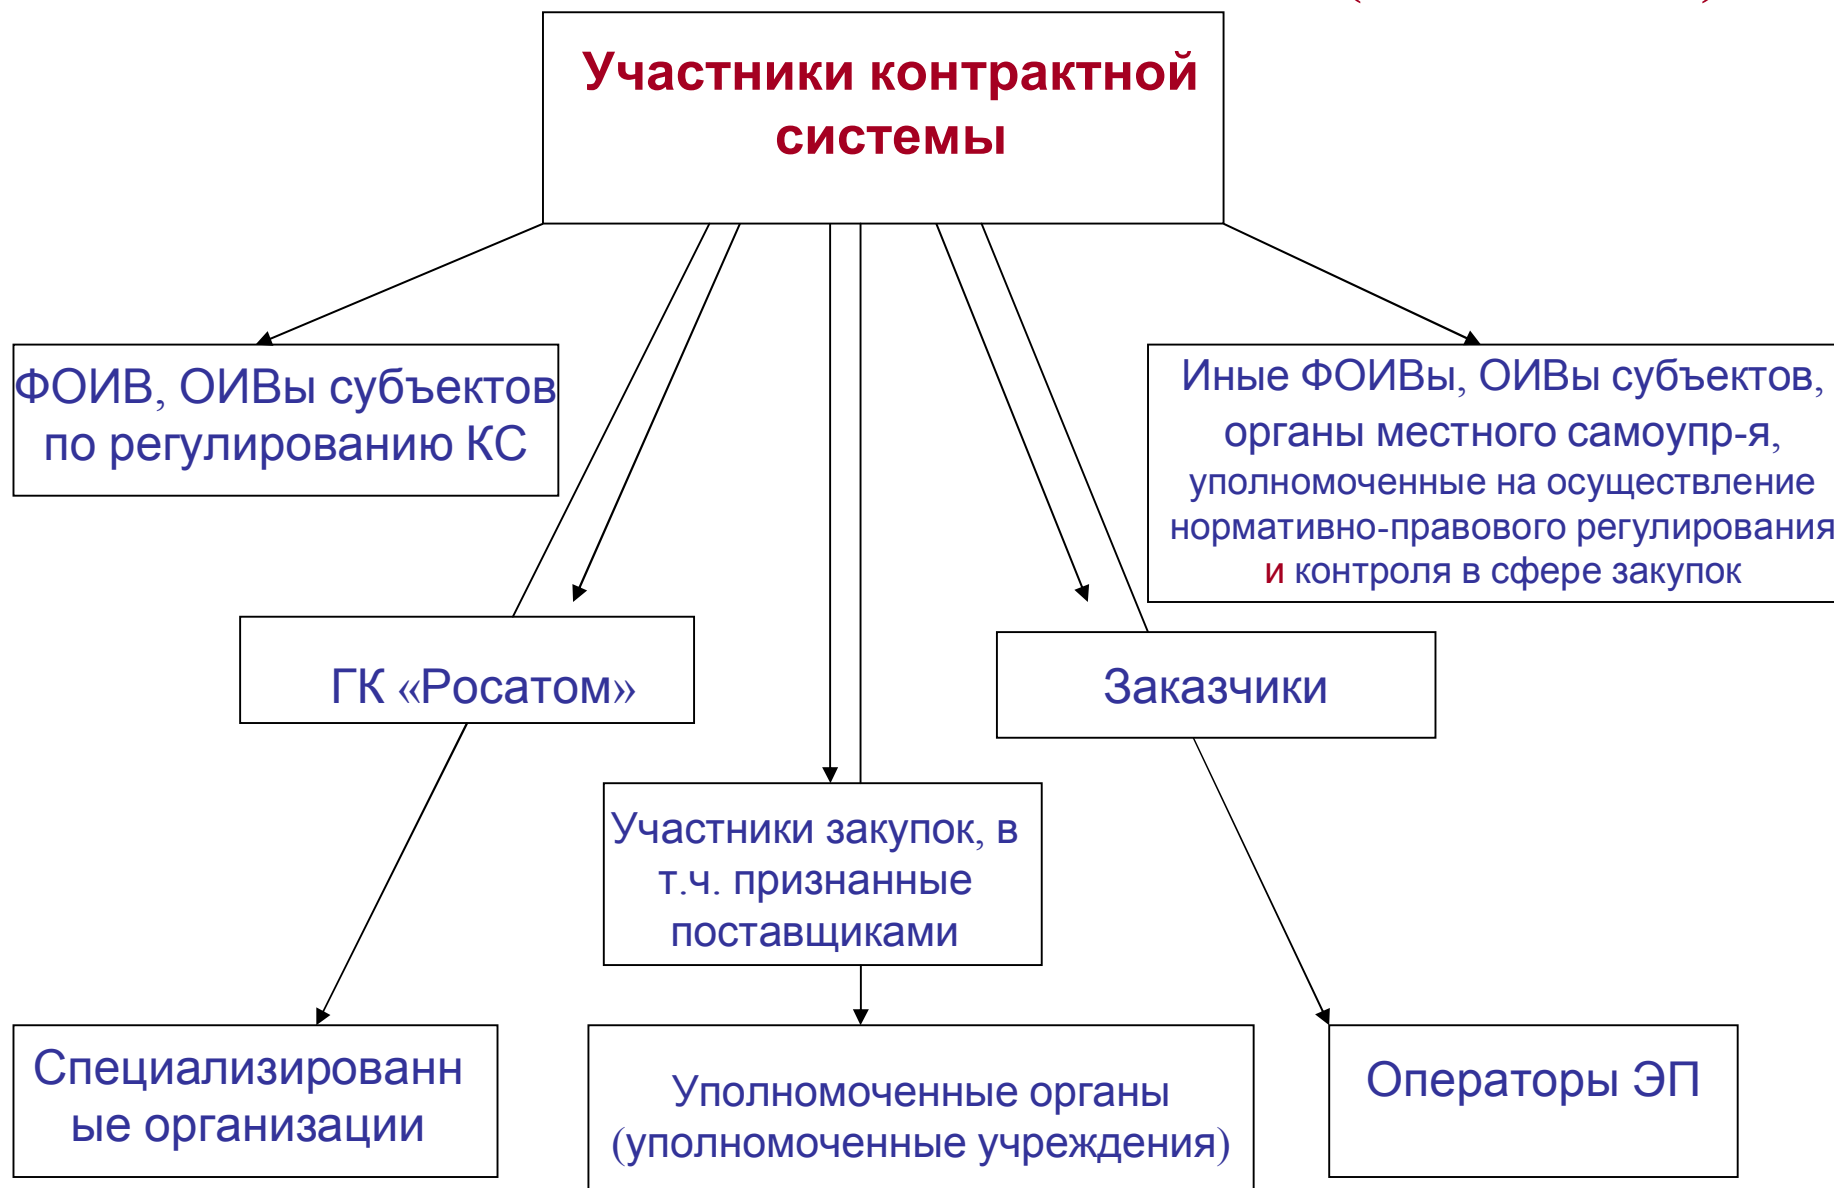 Участники контрактной
системы
ФОИВ, ОИВы субъектов
по регулированию КС
Иные ФОИВы, ОИВы субъектов,
органы местного самоупр-я,
уполномоченные на осуществление
нормативно-правового регулирования
и контроля в сфере закупок
ГК «Росатом»
Заказчики
Участники закупок, в
т.ч. признанные
поставщиками
Специализированн
ые организации
Уполномоченные органы
(уполномоченные учреждения)
Операторы ЭП